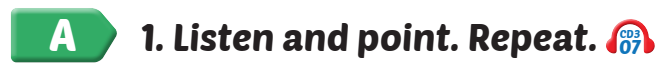 A 1. Listen and point. Repeat. CD3 07